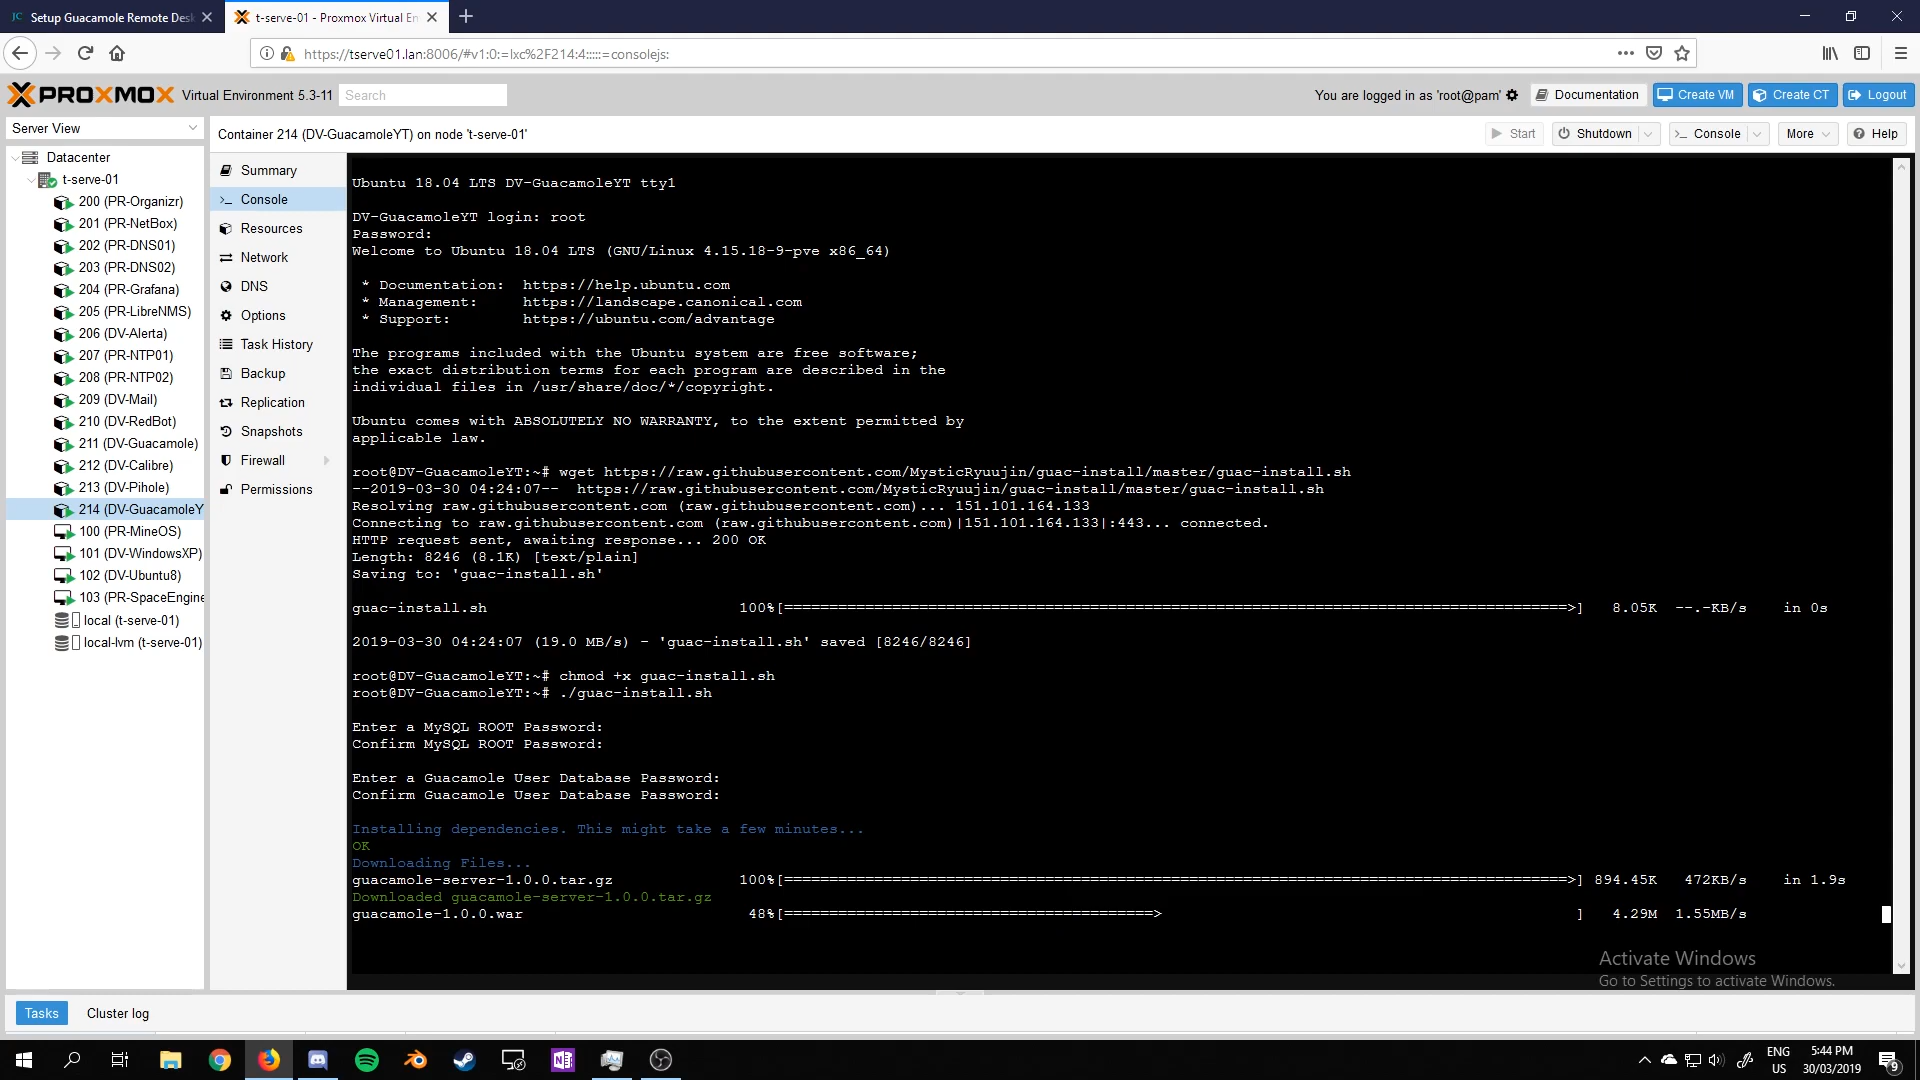 Setup Guacamole Remote Des
t-serve-01 - Proxmox Virtual En
https://tserve01.lan:8006/#v1:0:=lxc%2F214:4:::::=consolejs:
PROXMOX Virtual Environment 5.3-11
Search
You are logged in as 'root@pam'
Documentation
Create VM
Create CT
Logout
Server View
Container 214 (DV-GuacamoleYT) on node 't-serve-01'
Start
Shutdown
Console
More
Help
Datacenter
t-serve-01
200 (PR-Organizr)
201 (PR-NetBox)
202 (PR-DNS01)
203 (PR-DNS02)
204 (PR-Grafana)
205 (PR-LibreNMS)
206 (DV-Alerta)
207 (PR-NTP01)
208 (PR-NTP02)
209 (DV-Mail)
210 (DV-RedBot)
211 (DV-Guacamole)
212 (DV-Calibre)
213 (DV-Pihole)
214 (DV-GuacamoleY
100 (PR-MineOS)
101 (DV-WindowsXP)
102 (DV-Ubuntu8)
103 (PR-SpaceEngine
local (t-serve-01)
local-lvm (t-serve-01)
Summary
Console
Resources
Network
DNS
Options
Task History
Backup
Replication
Snapshots
Firewall
Permissions
Ubuntu 18.04 LTS DV-GuacamoleYT tty1
DV-GuacamoleYT login: root
Password:
Welcome to Ubuntu 18.04 LTS (GNU/Linux 4.15.18-9-pve x86_64)
* Documentation:  https://help.ubuntu.com
* Management:     https://landscape.canonical.com
* Support:        https://ubuntu.com/advantage
The programs included with the Ubuntu system are free software;
the exact distribution terms for each program are described in the
individual files in /usr/share/doc/*/copyright.
Ubuntu comes with ABSOLUTELY NO WARRANTY, to the extent permitted by
applicable law.
root@DV-GuacamoleYT:~# wget https://raw.githubusercontent.com/MysticRyuujin/guac-install/master/guac-install.sh
--2019-03-30 04:24:07--  https://raw.githubusercontent.com/MysticRyuujin/guac-install/master/guac-install.sh
Resolving raw.githubusercontent.com (raw.githubusercontent.com)... 151.101.164.133
Connecting to raw.githubusercontent.com (raw.githubusercontent.com)|151.101.164.133|:443... connected.
HTTP request sent, awaiting response... 200 OK
Length: 8246 (8.1K) [text/plain]
Saving to: 'guac-install.sh'
guac-install.sh 100%[=======================================================================================>] 8.05K --.-KB/s in 0s
2019-03-30 04:24:07 (19.0 MB/s) - 'guac-install.sh' saved [8246/8246]
root@DV-GuacamoleYT:~# chmod +x guac-install.sh
root@DV-GuacamoleYT:~# ./guac-install.sh
Enter a MySQL ROOT Password:
Confirm MySQL ROOT Password:
Enter a Guacamole User Database Password:
Confirm Guacamole User Database Password:
Installing dependencies. This might take a few minutes...
OK
Downloading Files...
guacamole-server-1.0.0.tar.gz 100%[=======================================================================================>] 894.45K 472KB/s in 1.9s
Downloaded guacamole-server-1.0.0.tar.gz
guacamole-1.0.0.war 48%[=========================================> ] 4.29M 1.55MB/s
Activate Windows
Go to Settings to activate Windows.
Tasks
Cluster log
ENG
US
5:44 PM
30/03/2019
9